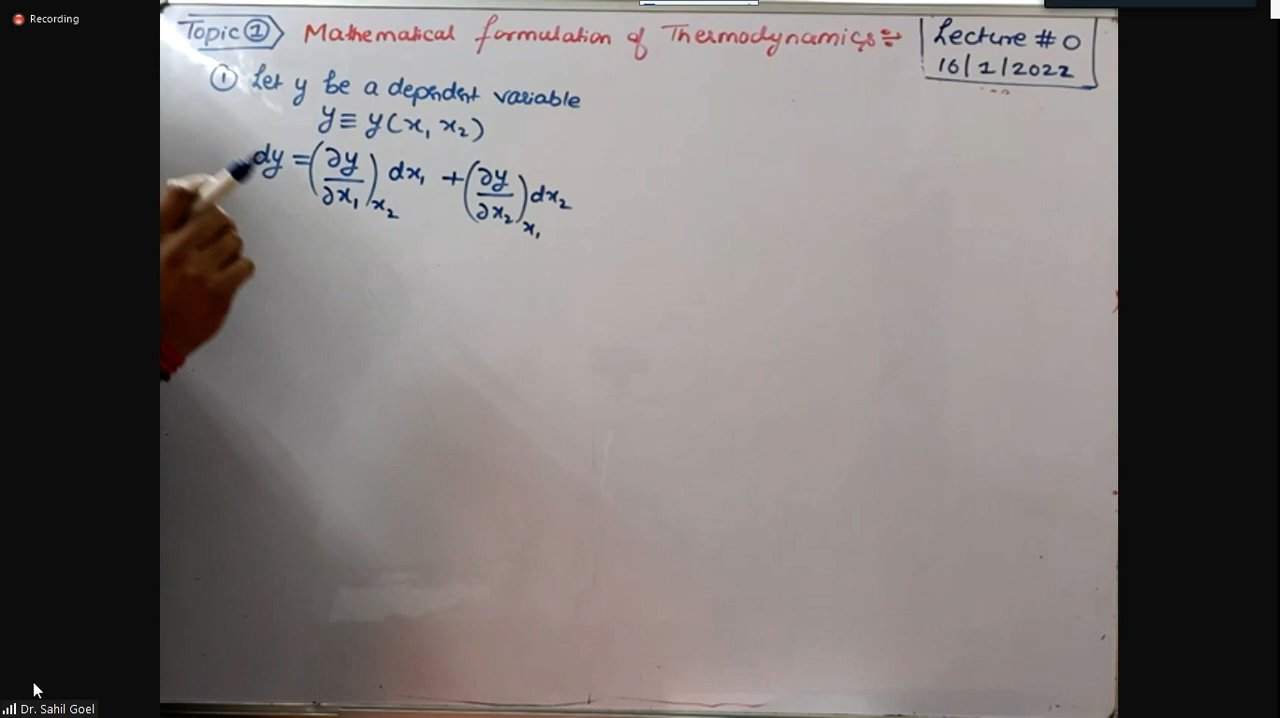 Recording
Topic ① Mathematical formulation of Thermodynamics:-
Lecture # 0
16/1/2022
① Let y be a dependent variable
y ≡ y(x₁ x₂)
dy = (∂y/∂x₁)x₂ dx₁ + (∂y/∂x₂)x₁ dx₂
Dr. Sahil Goel